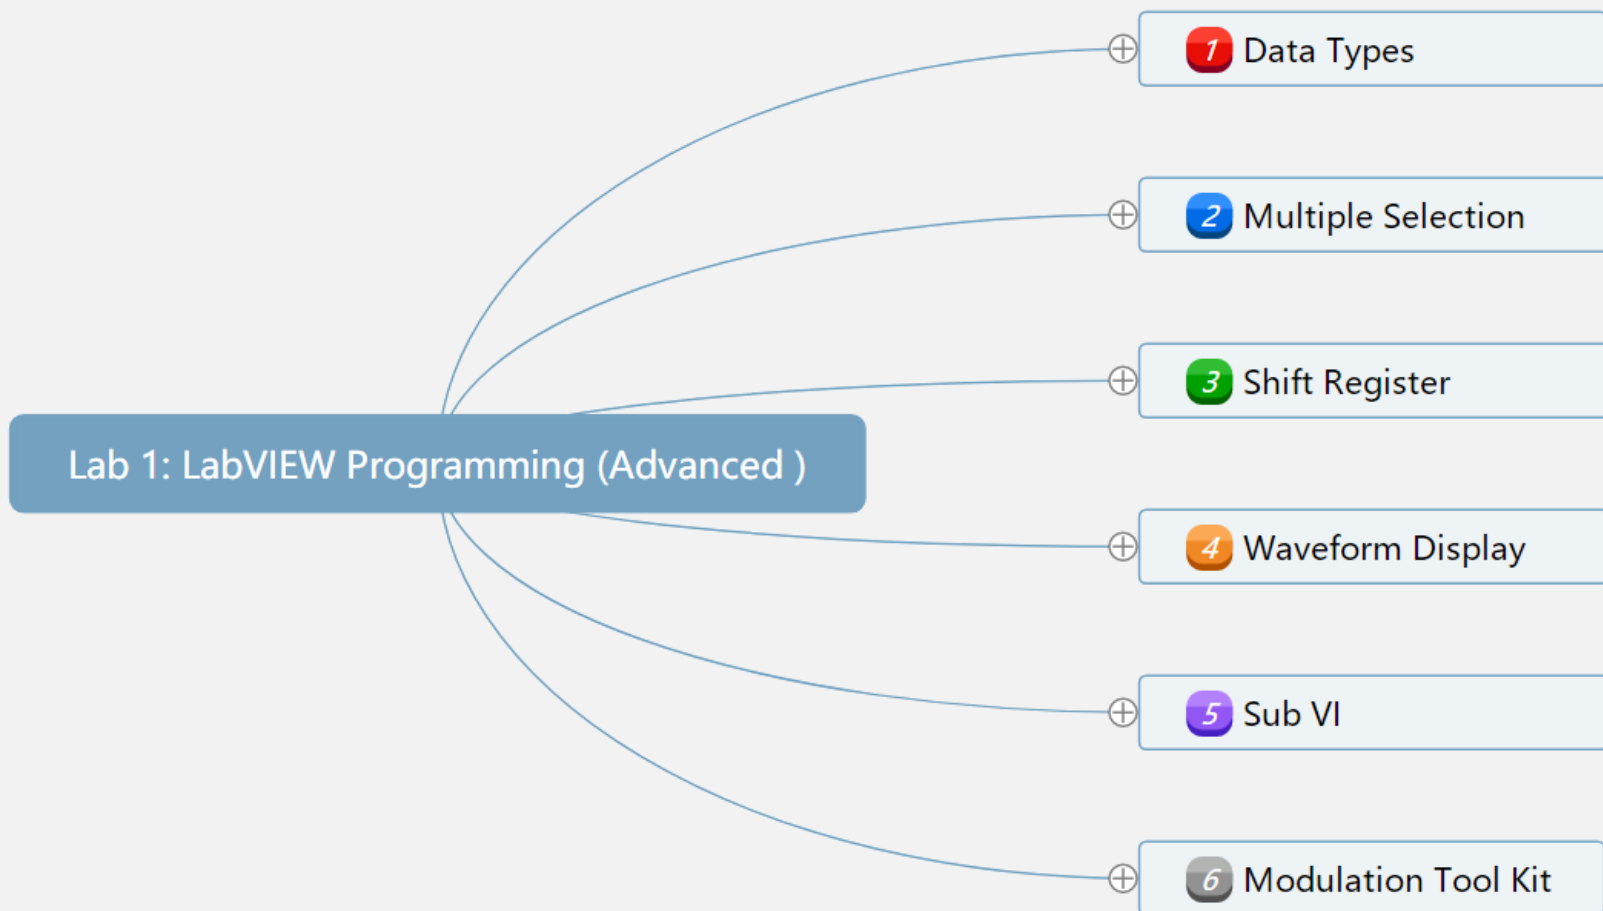 1 Data Types
2 Multiple Selection
3 Shift Register
Lab 1: LabVIEW Programming (Advanced )
4 Waveform Display
5 Sub VI
6 Modulation Tool Kit